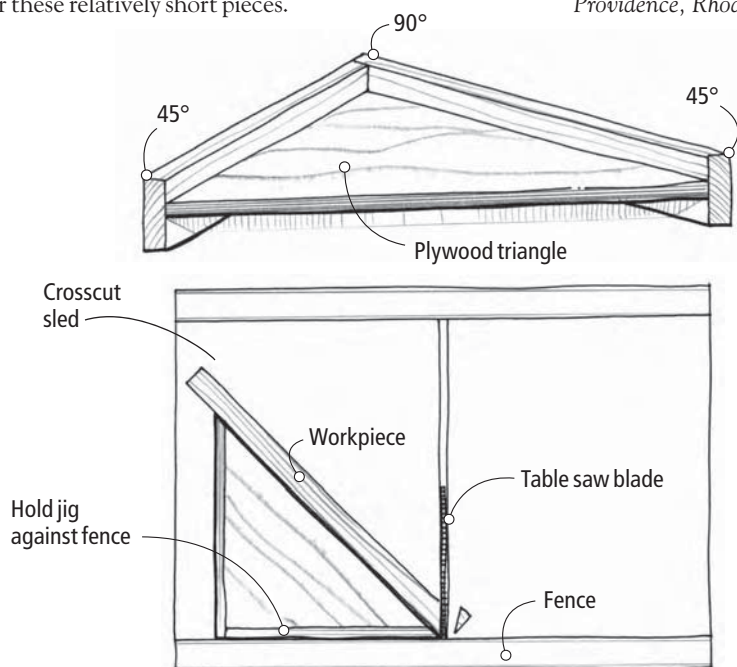 r these relatively short pieces.
Providence, Rhod
90°
45°
45°
Plywood triangle
Crosscut
sled
Workpiece
Table saw blade
Hold jig
against fence
Fence